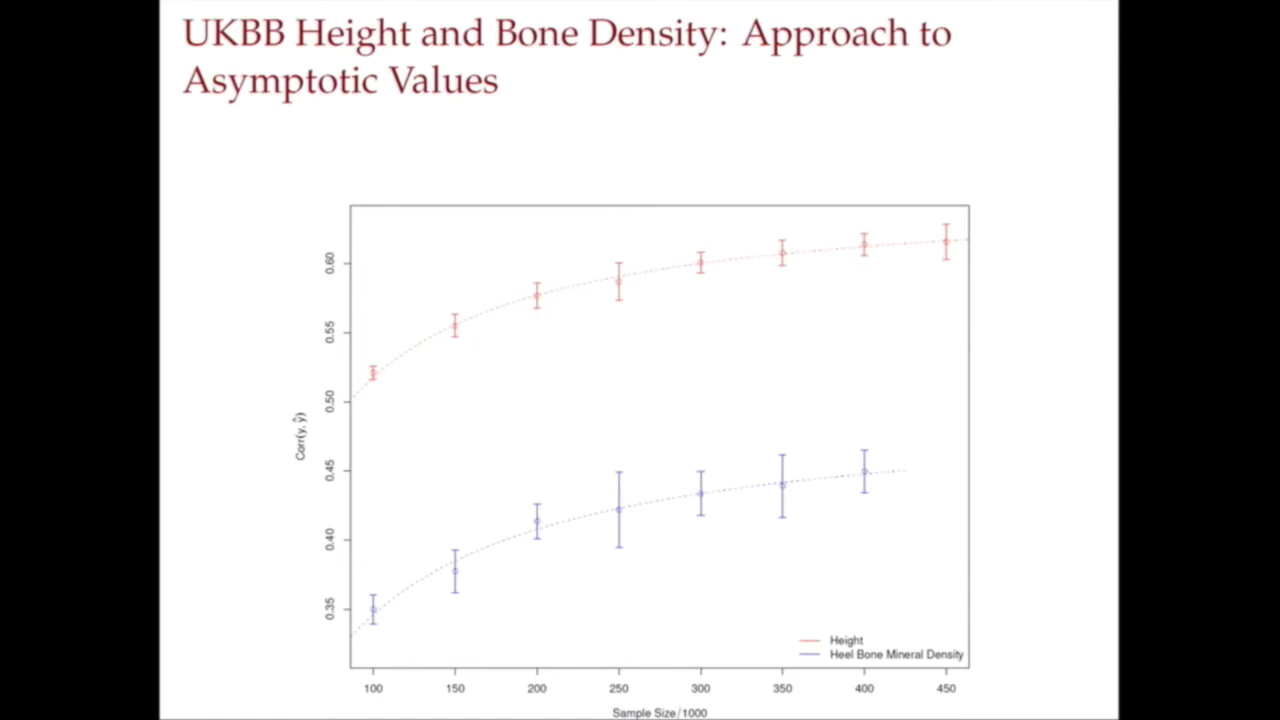 UKBB Height and Bone Density: Approach to
Asymptotic Values
0.60
0.55
0.50
0.45
0.40
0.35
Corr(y, ŷ)
Height
Heel Bone Mineral Density
100 150 200 250 300 350 400 450
Sample Size/1000